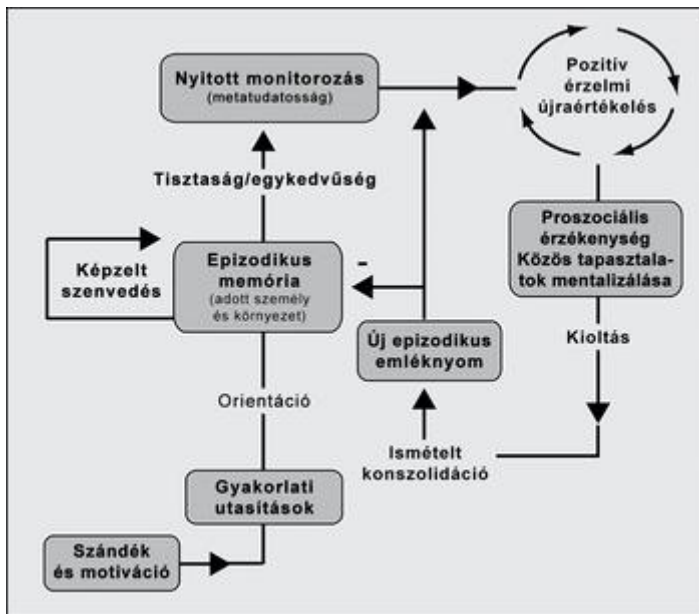 Nyitott monitorozás
(metatudatosság)
Pozitív
érzelmi
újraértékelés
Tisztaság/egykedvűség
Proszociális
érzékenység
Közös tapasztala-
tok mentalizálása
Képzelt
szenvedés
Epizodikus
memória
(adott személy
és környezet)
-
Új epizodikus
emléknyom
Kioltás
Orientáció
Ismételt
konszolidáció
Gyakorlati
utasítások
Szándék
és motiváció